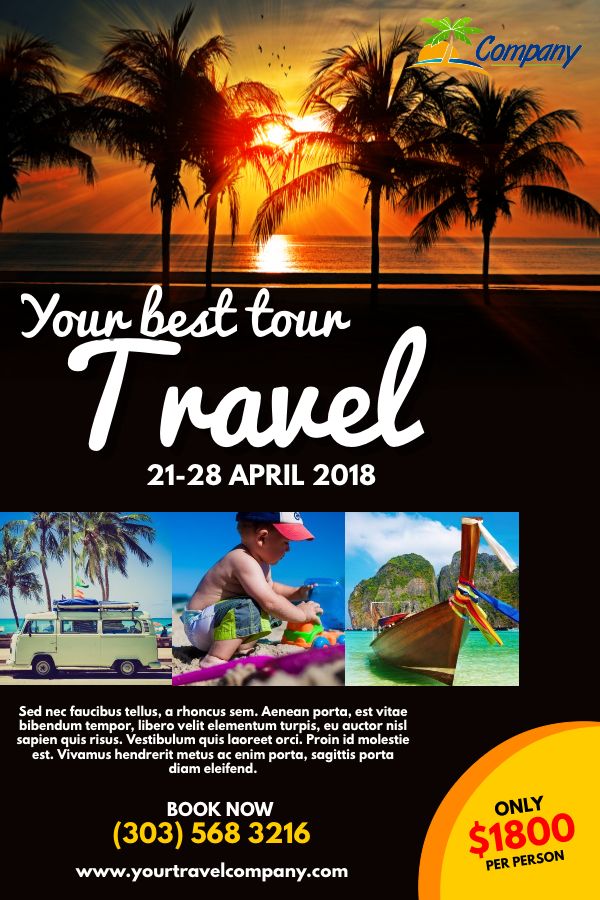 Company
Your best tour
Travel
21-28 APRIL 2018
Sed nec faucibus tellus, a rhoncus sem. Aenean porta, est vitae
bibendum tempor, libero velit elementum turpis, eu auctor nisl
sapien quis risus. Vestibulum quis laoreet orci. Proin id molestie
est. Vivamus hendrerit metus ac enim porta, sagittis porta
diam eleifend.
BOOK NOW
(303) 568 3216
www.yourtravelcompany.com
ONLY
$1800
PER PERSON